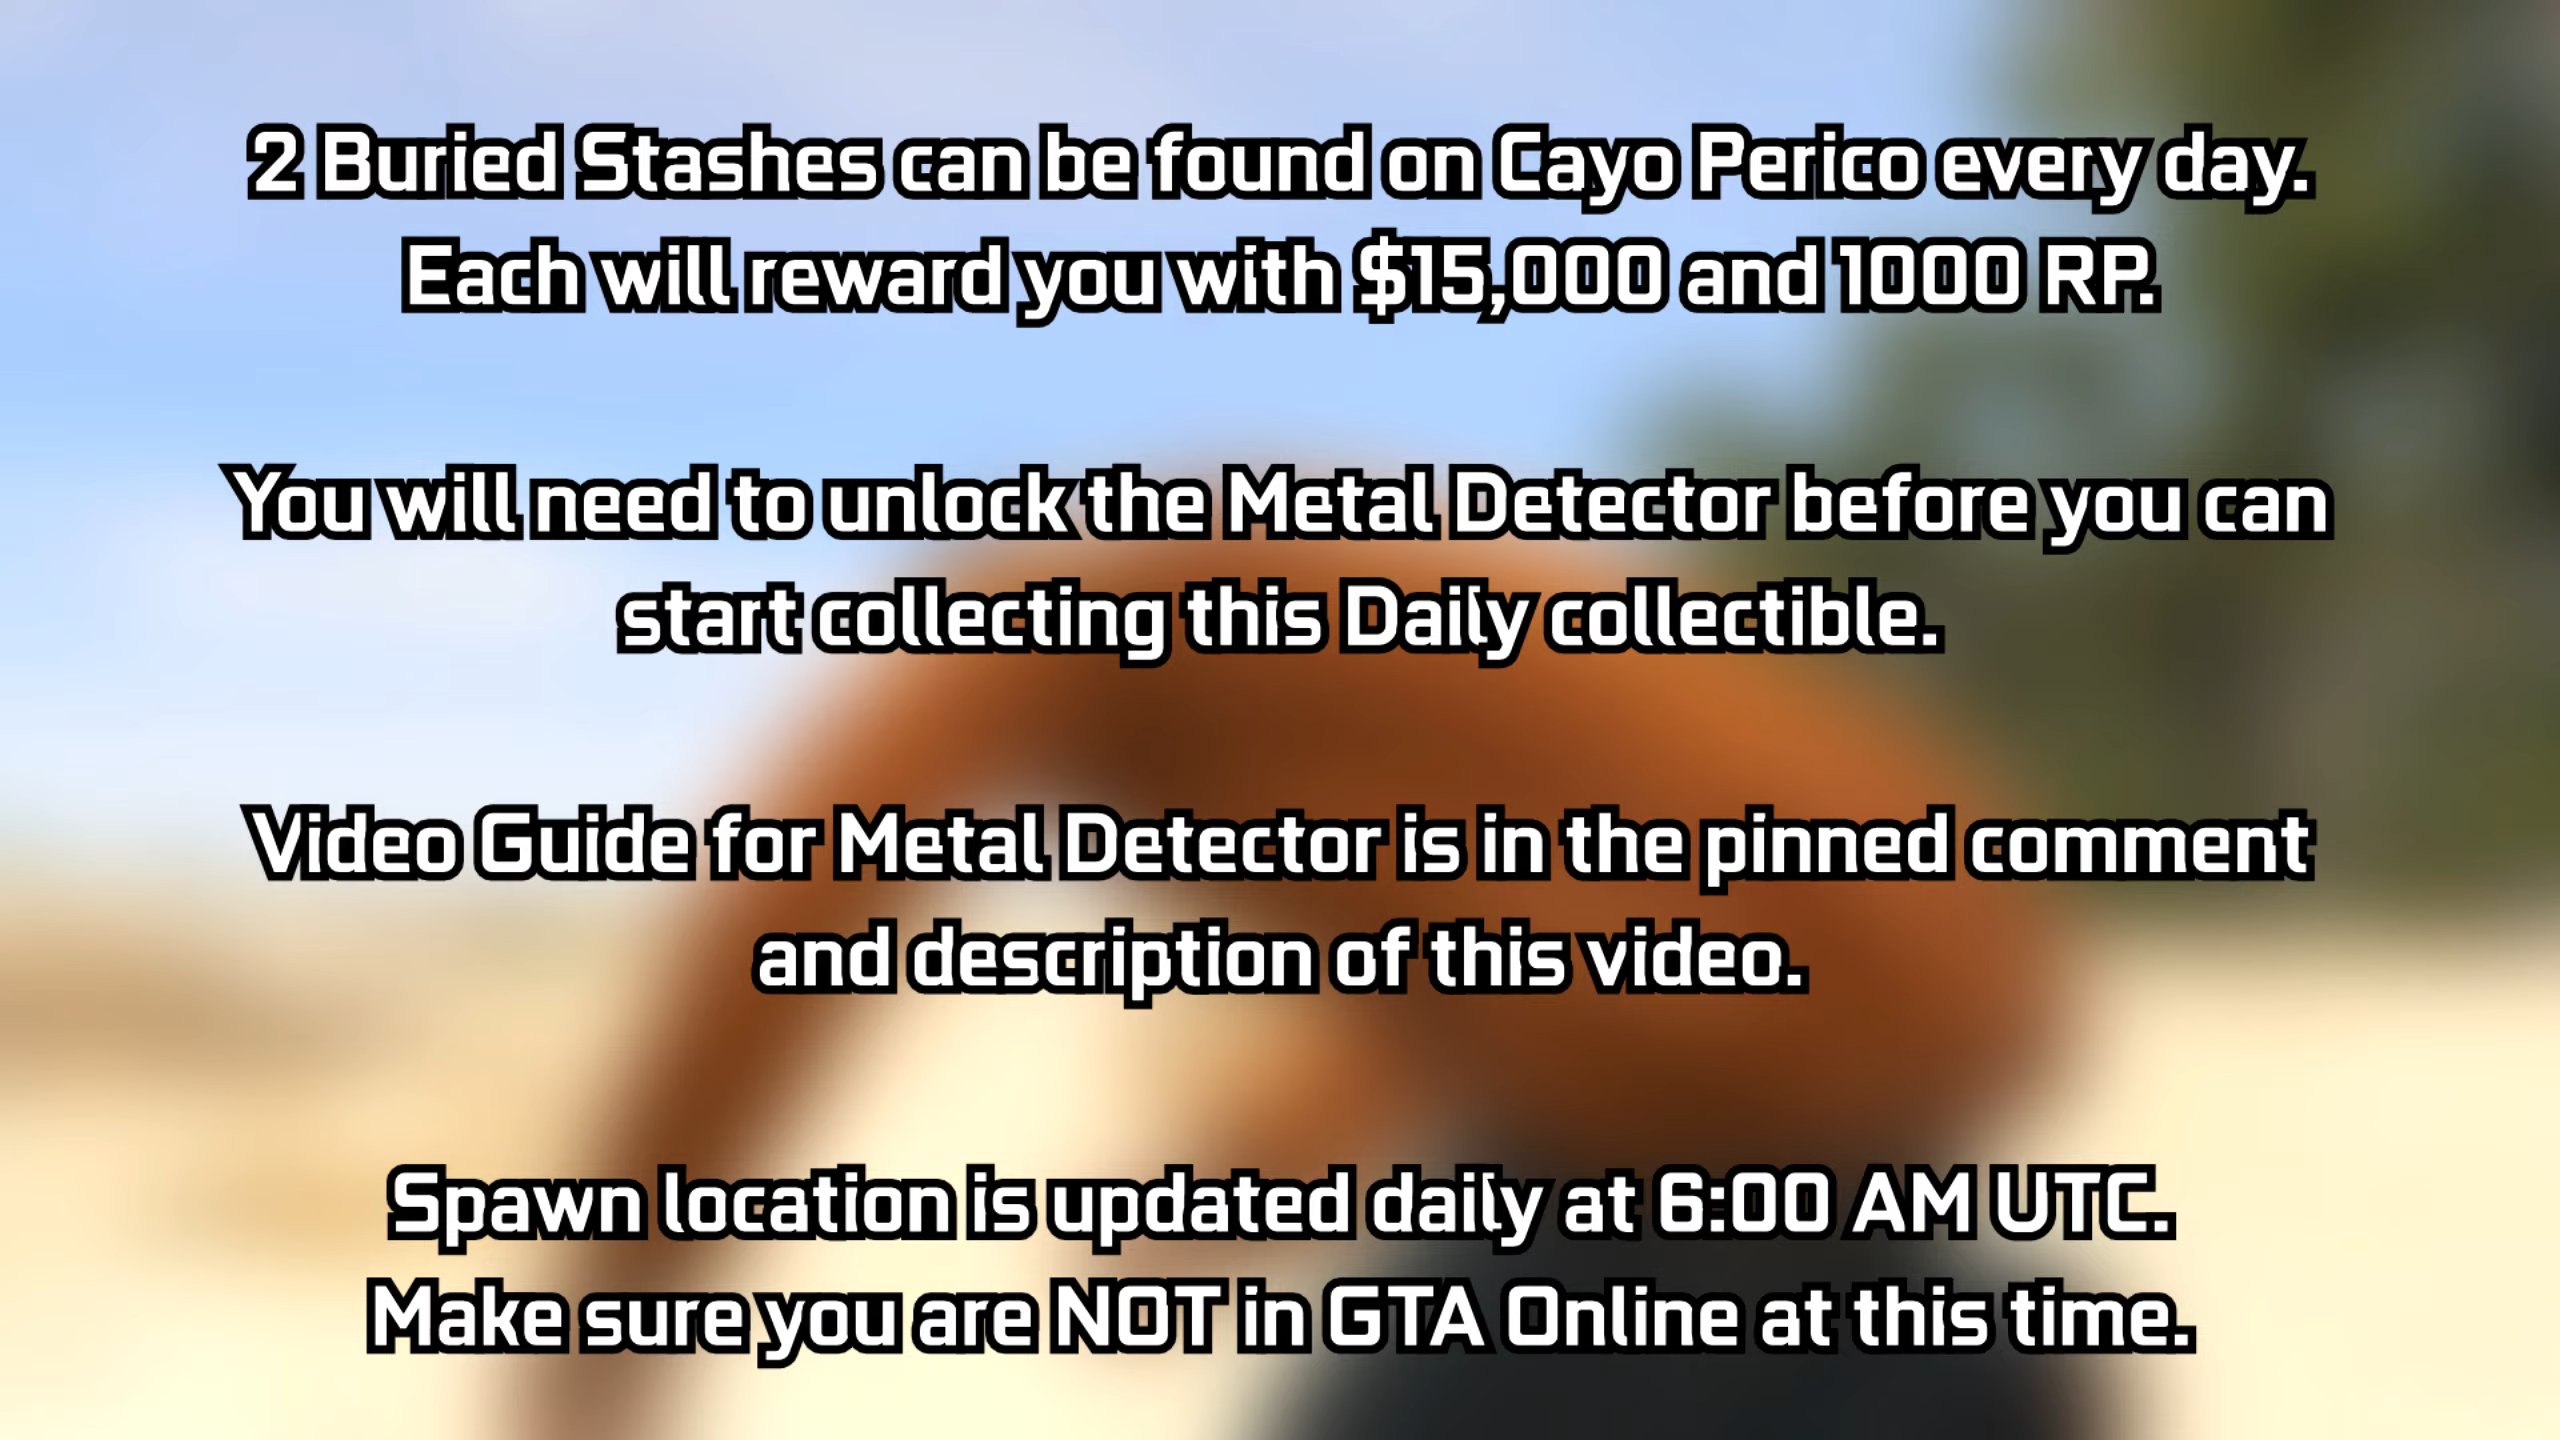 2 Buried Stashes can be found on Cayo Perico every day.
Each will reward you with $15,000 and 1000 RP.
You will need to unlock the Metal Detector before you can
start collecting this Daily collectible.
Video Guide for Metal Detector is in the pinned comment
and description of this video.
Spawn location is updated daily at 6:00 AM UTC.
Make sure you are NOT in GTA Online at this time.